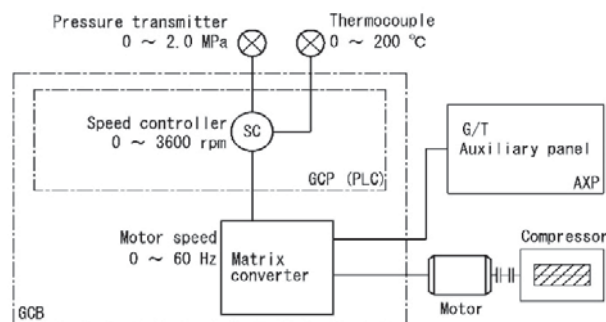 Pressure transmitter
0 ～ 2.0 MPa
Thermocouple
0 ～ 200 ℃
Speed controller
0 ～ 3600 rpm
SC
GCP (PLC)
G/T
Auxiliary panel
AXP
Motor speed
0 ～ 60 Hz
Matrix
converter
Compressor
Motor
GCB